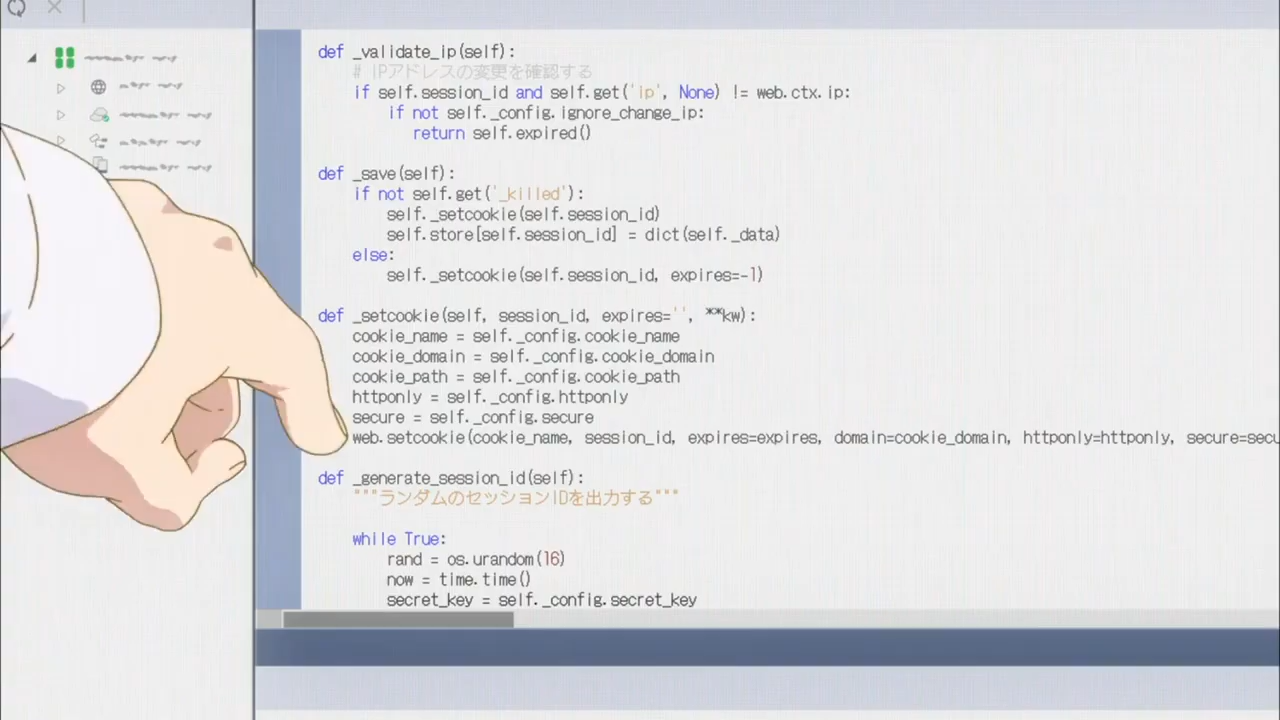 def _validate_ip(self):
# IPアドレスの変更を確認する
if self.session_id and self.get('ip', None) != web.ctx.ip:
if not self._config.ignore_change_ip:
return self.expired()
def _save(self):
if not self.get('_killed'):
self._setcookie(self.session_id)
self.store[self.session_id] = dict(self._data)
else:
self._setcookie(self.session_id, expires=-1)
def _setcookie(self, session_id, expires='', **kw):
cookie_name = self._config.cookie_name
cookie_domain = self._config.cookie_domain
cookie_path = self._config.cookie_path
httponly = self._config.httponly
secure = self._config.secure
web.setcookie(cookie_name, session_id, expires=expires, domain=cookie_domain, httponly=httponly, secure=secu
def _generate_session_id(self):
"""ランダムのセッションIDを出力する"""
while True:
rand = os.urandom(16)
now = time.time()
secret_key = self._config.secret_key